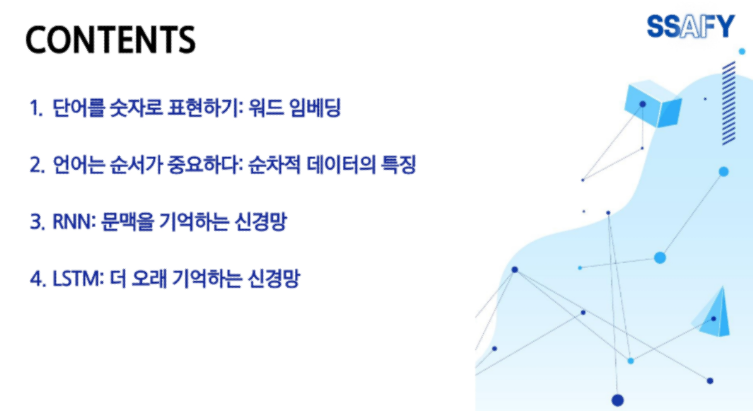 CONTENTS
SSAFY
1. 단어를 숫자로 표현하기: 워드 임베딩
2. 언어는 순서가 중요하다: 순차적 데이터의 특징
3. RNN: 문맥을 기억하는 신경망
4. LSTM: 더 오래 기억하는 신경망